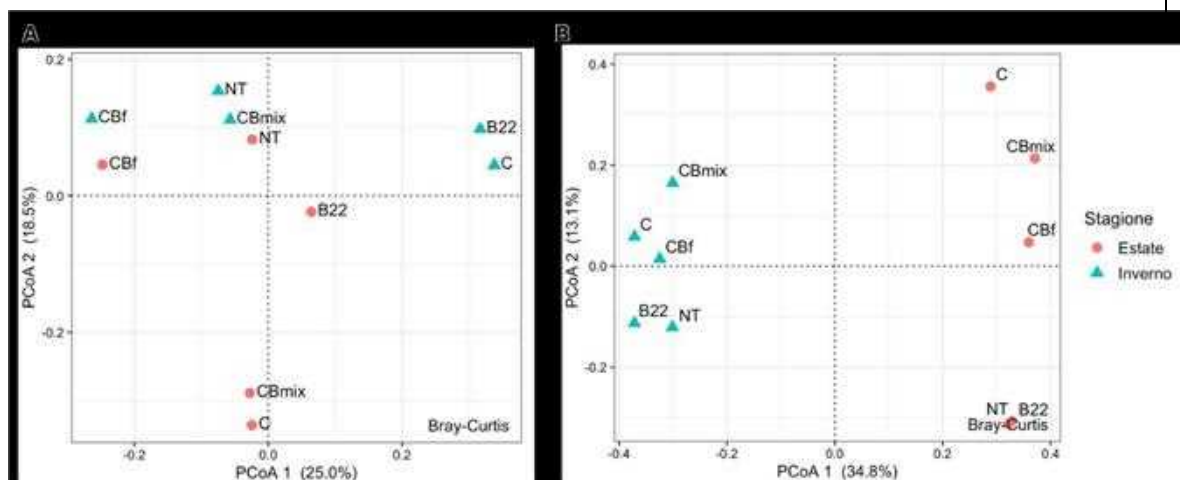 A
0.2
0.0
-0.2
-0.2
0.0
0.2
PCoA 2 (18.5%)
PCoA 1 (25.0%)
NT
CBf
CBmix
NT
CBf
B22
C
B22
CBmix
C
Bray-Curtis
B
0.4
0.2
0.0
-0.2
-0.4
-0.2
0.0
0.2
0.4
PCoA 2 (13.1%)
PCoA 1 (34.8%)
C
CBmix
CBmix
C
CBf
CBf
B22
NT
NT
B22
Bray-Curtis
Stagione
Estate
Inverno